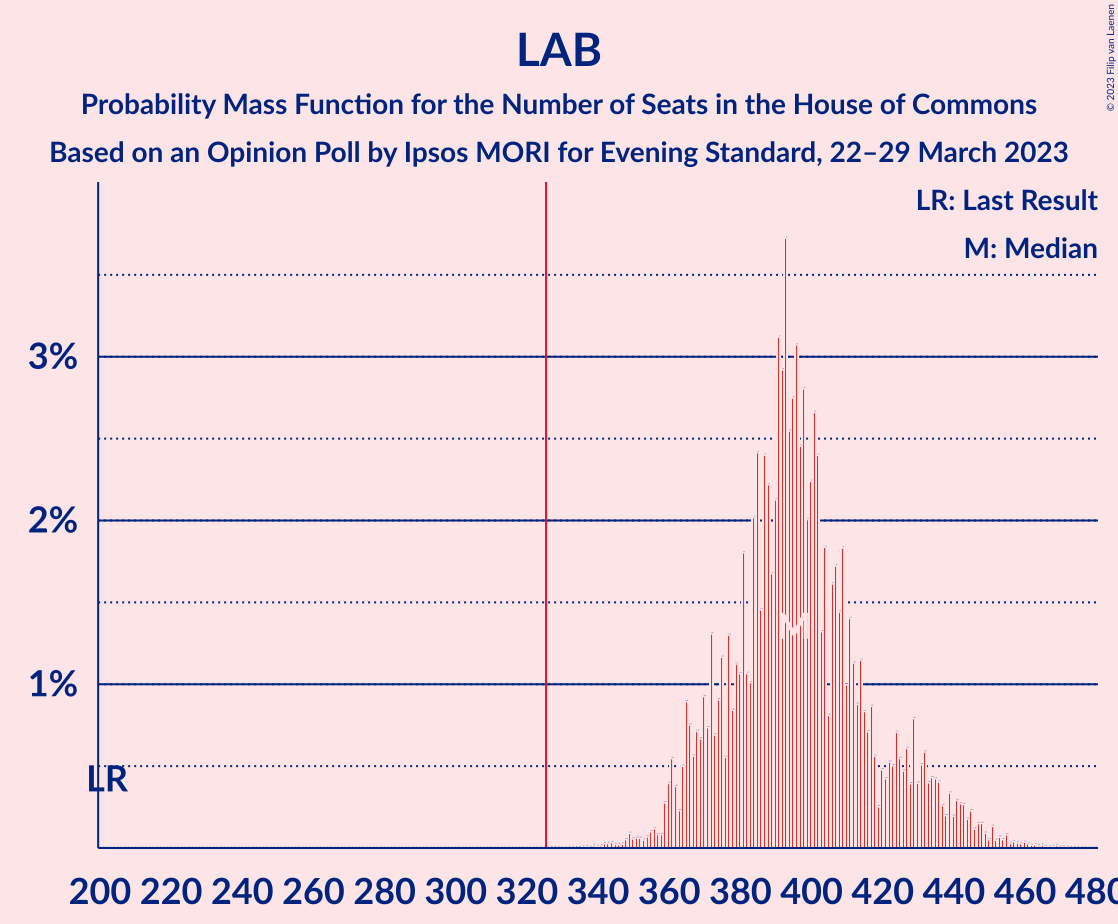 LAB
Probability Mass Function for the Number of Seats in the House of Commons
Based on an Opinion Poll by Ipsos MORI for Evening Standard, 22–29 March 2023
© 2023 Filip van Laenen
LR: Last Result
M: Median
3%
2%
1%
LR
M
200 220 240 260 280 300 320 340 360 380 400 420 440 460 480